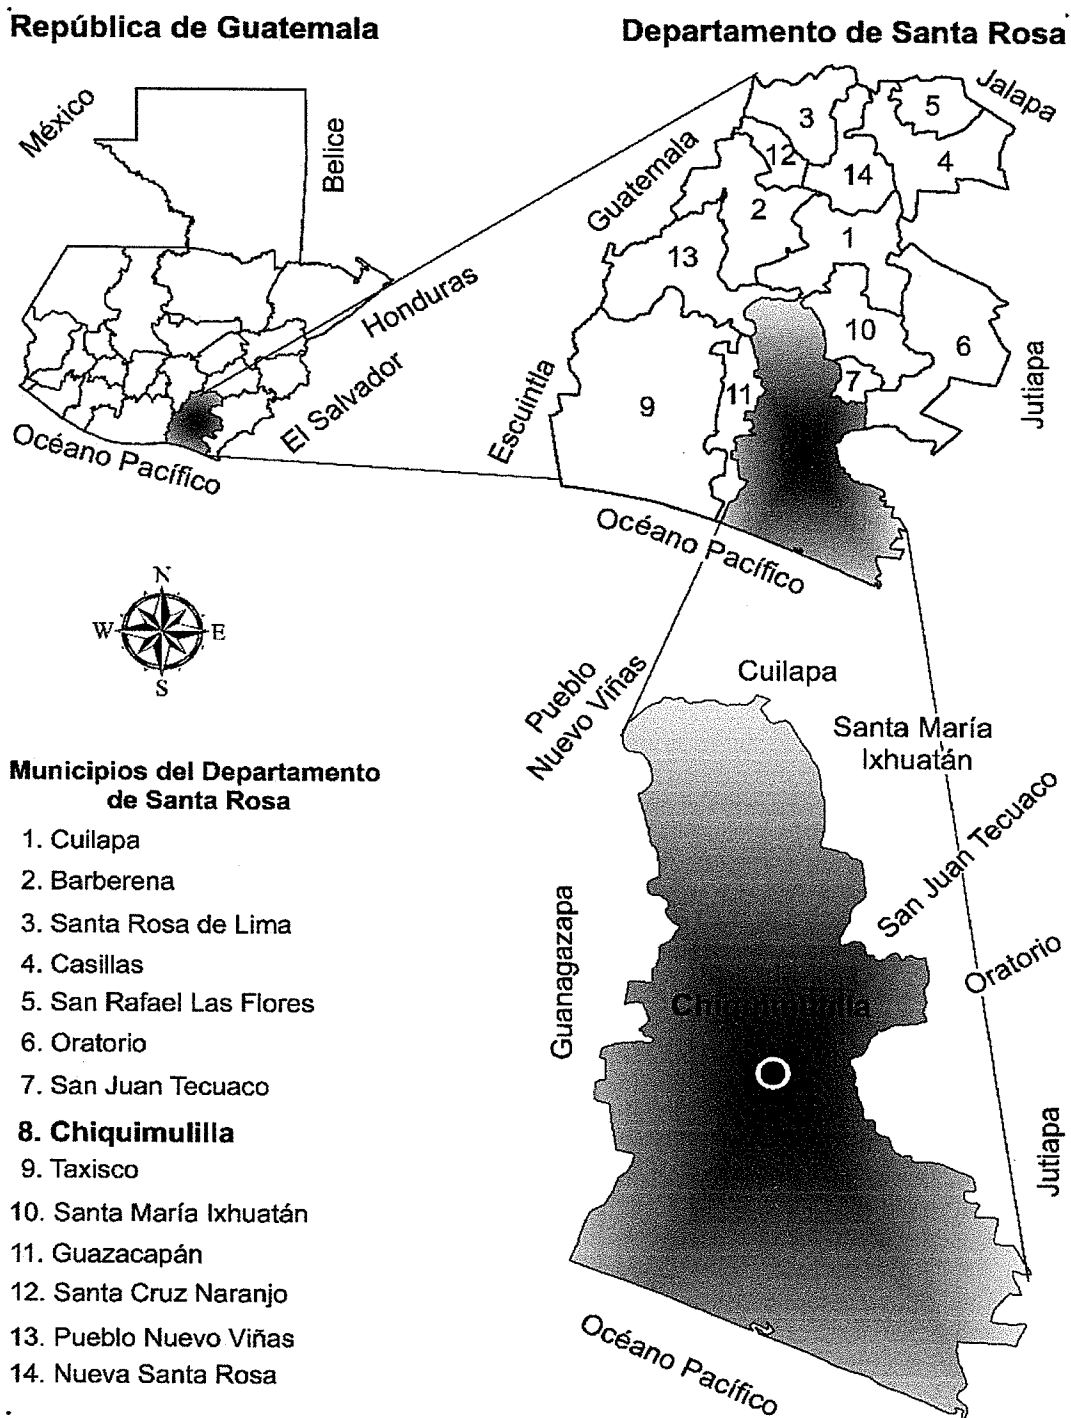 República de Guatemala
Departamento de Santa Rosa
México
Belice
Honduras
El Salvador
Océano Pacífico
Guatemala
Jalapa
Jutiapa
Escuintla
Océano Pacífico
3
5
12
14
4
2
1
13
10
6
7
11
9
N
W
E
S
Pueblo
Nuevo Viñas
Cuilapa
Santa María
Ixhuatán
San Juan Tecuaco
Oratorio
Guanagazapa
Chiquimulilla
Jutiapa
Océano Pacífico
Municipios del Departamento
de Santa Rosa
1. Cuilapa
2. Barberena
3. Santa Rosa de Lima
4. Casillas
5. San Rafael Las Flores
6. Oratorio
7. San Juan Tecuaco
8. Chiquimulilla
9. Taxisco
10. Santa María Ixhuatán
11. Guazacapán
12. Santa Cruz Naranjo
13. Pueblo Nuevo Viñas
14. Nueva Santa Rosa